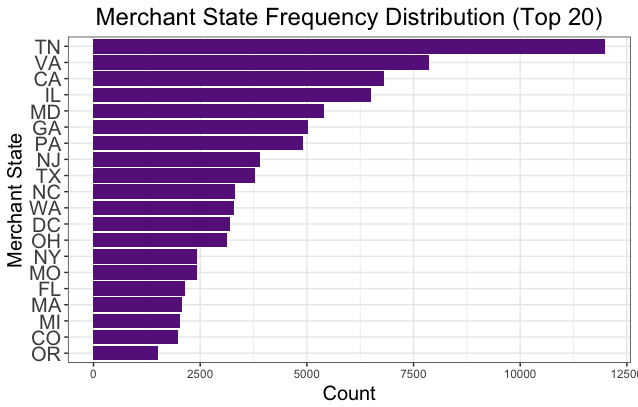 Merchant State Frequency Distribution (Top 20)
Merchant State
TN
VA
CA
IL
MD
GA
PA
NJ
TX
NC
WA
DC
OH
NY
MO
FL
MA
MI
CO
OR
0 2500 5000 7500 10000 12500
Count